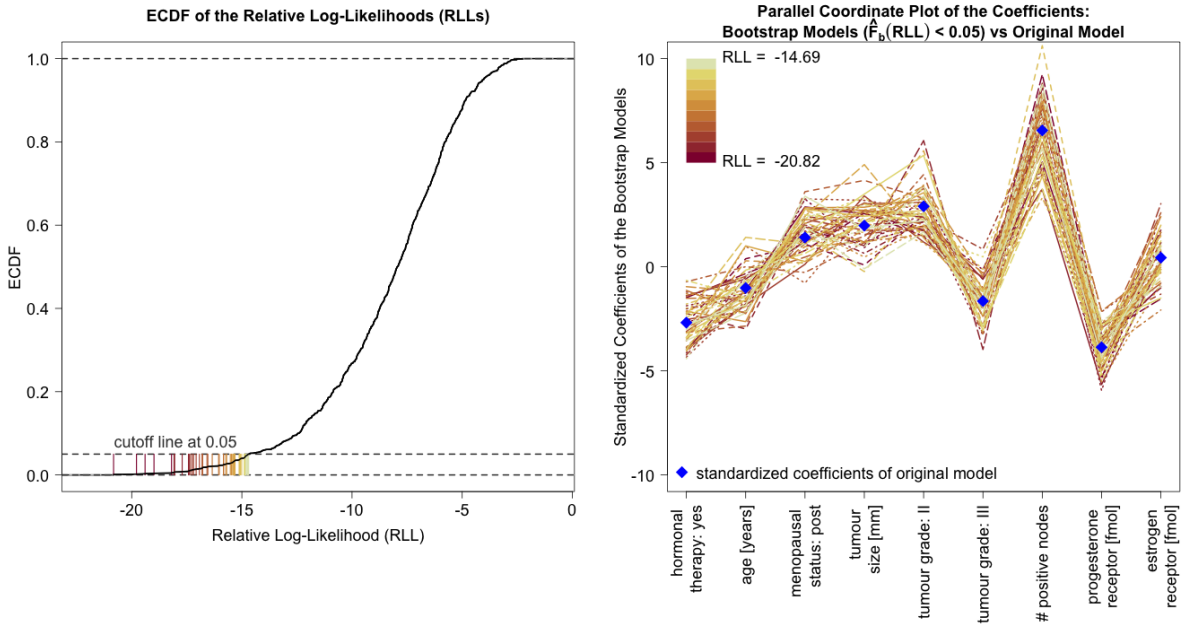 ECDF of the Relative Log-Likelihoods (RLLs)
ECDF
1.0
0.8
0.6
0.4
0.2
0.0
cutoff line at 0.05
-20
-15
-10
-5
0
Relative Log-Likelihood (RLL)
Parallel Coordinate Plot of the Coefficients:
Bootstrap Models (F̂b(RLL) < 0.05) vs Original Model
Standardized Coefficients of the Bootstrap Models
10
5
0
-5
-10
RLL = -14.69
RLL = -20.82
standardized coefficients of original model
hormonal
therapy: yes
age [years]
menopausal
status: post
tumour
size [mm]
tumour grade: II
tumour grade: III
# positive nodes
progesterone
receptor [fmol]
estrogen
receptor [fmol]